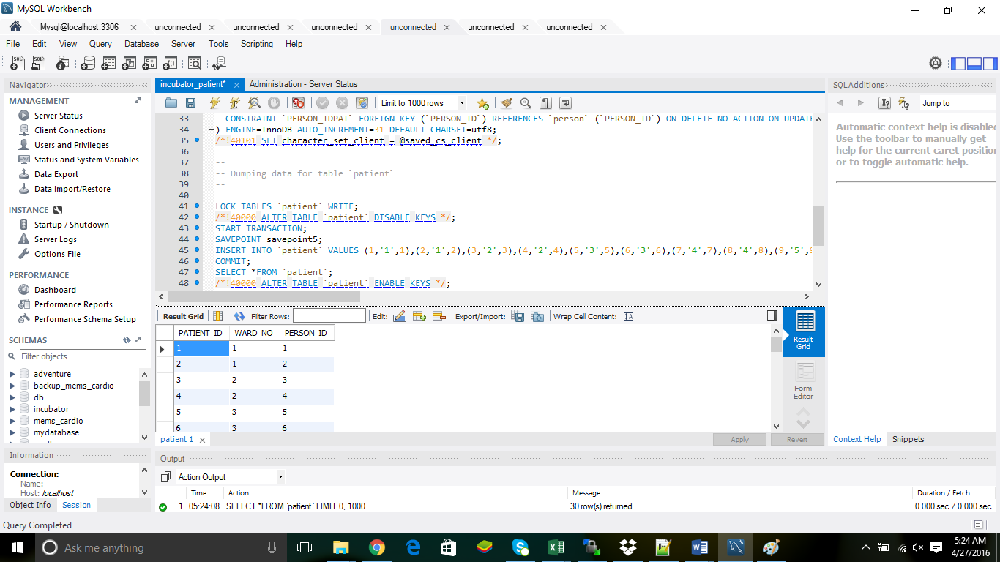 MySQL Workbench
Mysql@localhost:3306 unconnected unconnected unconnected unconnected unconnected unconnected
File Edit View Query Database Server Tools Scripting Help
Navigator
MANAGEMENT
Server Status
Client Connections
Users and Privileges
Status and System Variables
Data Export
Data Import/Restore
INSTANCE
Startup / Shutdown
Server Logs
Options File
PERFORMANCE
Dashboard
Performance Reports
Performance Schema Setup
SCHEMAS
Filter objects
adventure
backup_mems_cardio
db
incubator
mems_cardio
mydatabase
mydb
Information
Connection:
Name:
Host: localhost
Object Info Session
Query Completed
incubator_patient* Administration - Server Status
Limit to 1000 rows
33 CONSTRAINT `PERSON_IDPAT` FOREIGN KEY (`PERSON_ID`) REFERENCES `person` (`PERSON_ID`) ON DELETE NO ACTION ON UPDATE
34 ) ENGINE=InnoDB AUTO_INCREMENT=31 DEFAULT CHARSET=utf8;
35 /*!40101 SET character_set_client = @saved_cs_client */;
36
37 --
38 -- Dumping data for table `patient`
39 --
40
41 LOCK TABLES `patient` WRITE;
42 /*!40000 ALTER TABLE `patient` DISABLE KEYS */;
43 START TRANSACTION;
44 SAVEPOINT savepoint5;
45 INSERT INTO `patient` VALUES (1,'1',1),(2,'1',2),(3,'2',3),(4,'2',4),(5,'3',5),(6,'3',6),(7,'4',7),(8,'4',8),(9,'5',9
46 COMMIT;
47 SELECT *FROM `patient`;
48 /*!40000 ALTER TABLE `patient` ENABLE KEYS */;
Result Grid Filter Rows: Edit: Export/Import: Wrap Cell Content:
PATIENT_ID WARD_NO PERSON_ID
1 1 1
2 1 2
3 2 3
4 2 4
5 3 5
6 3 6
Result
Grid
Form
Editor
patient 1 Apply Revert
Output
Action Output
Time Action Message Duration / Fetch
1 05:24:08 SELECT *FROM `patient` LIMIT 0, 1000 30 row(s) returned 0.000 sec / 0.000 sec
SQLAdditions
Jump to
Automatic context help is disabled
Use the toolbar to manually get
help for the current caret position
or to toggle automatic help.
Context Help Snippets
Ask me anything
5:24 AM
4/27/2016